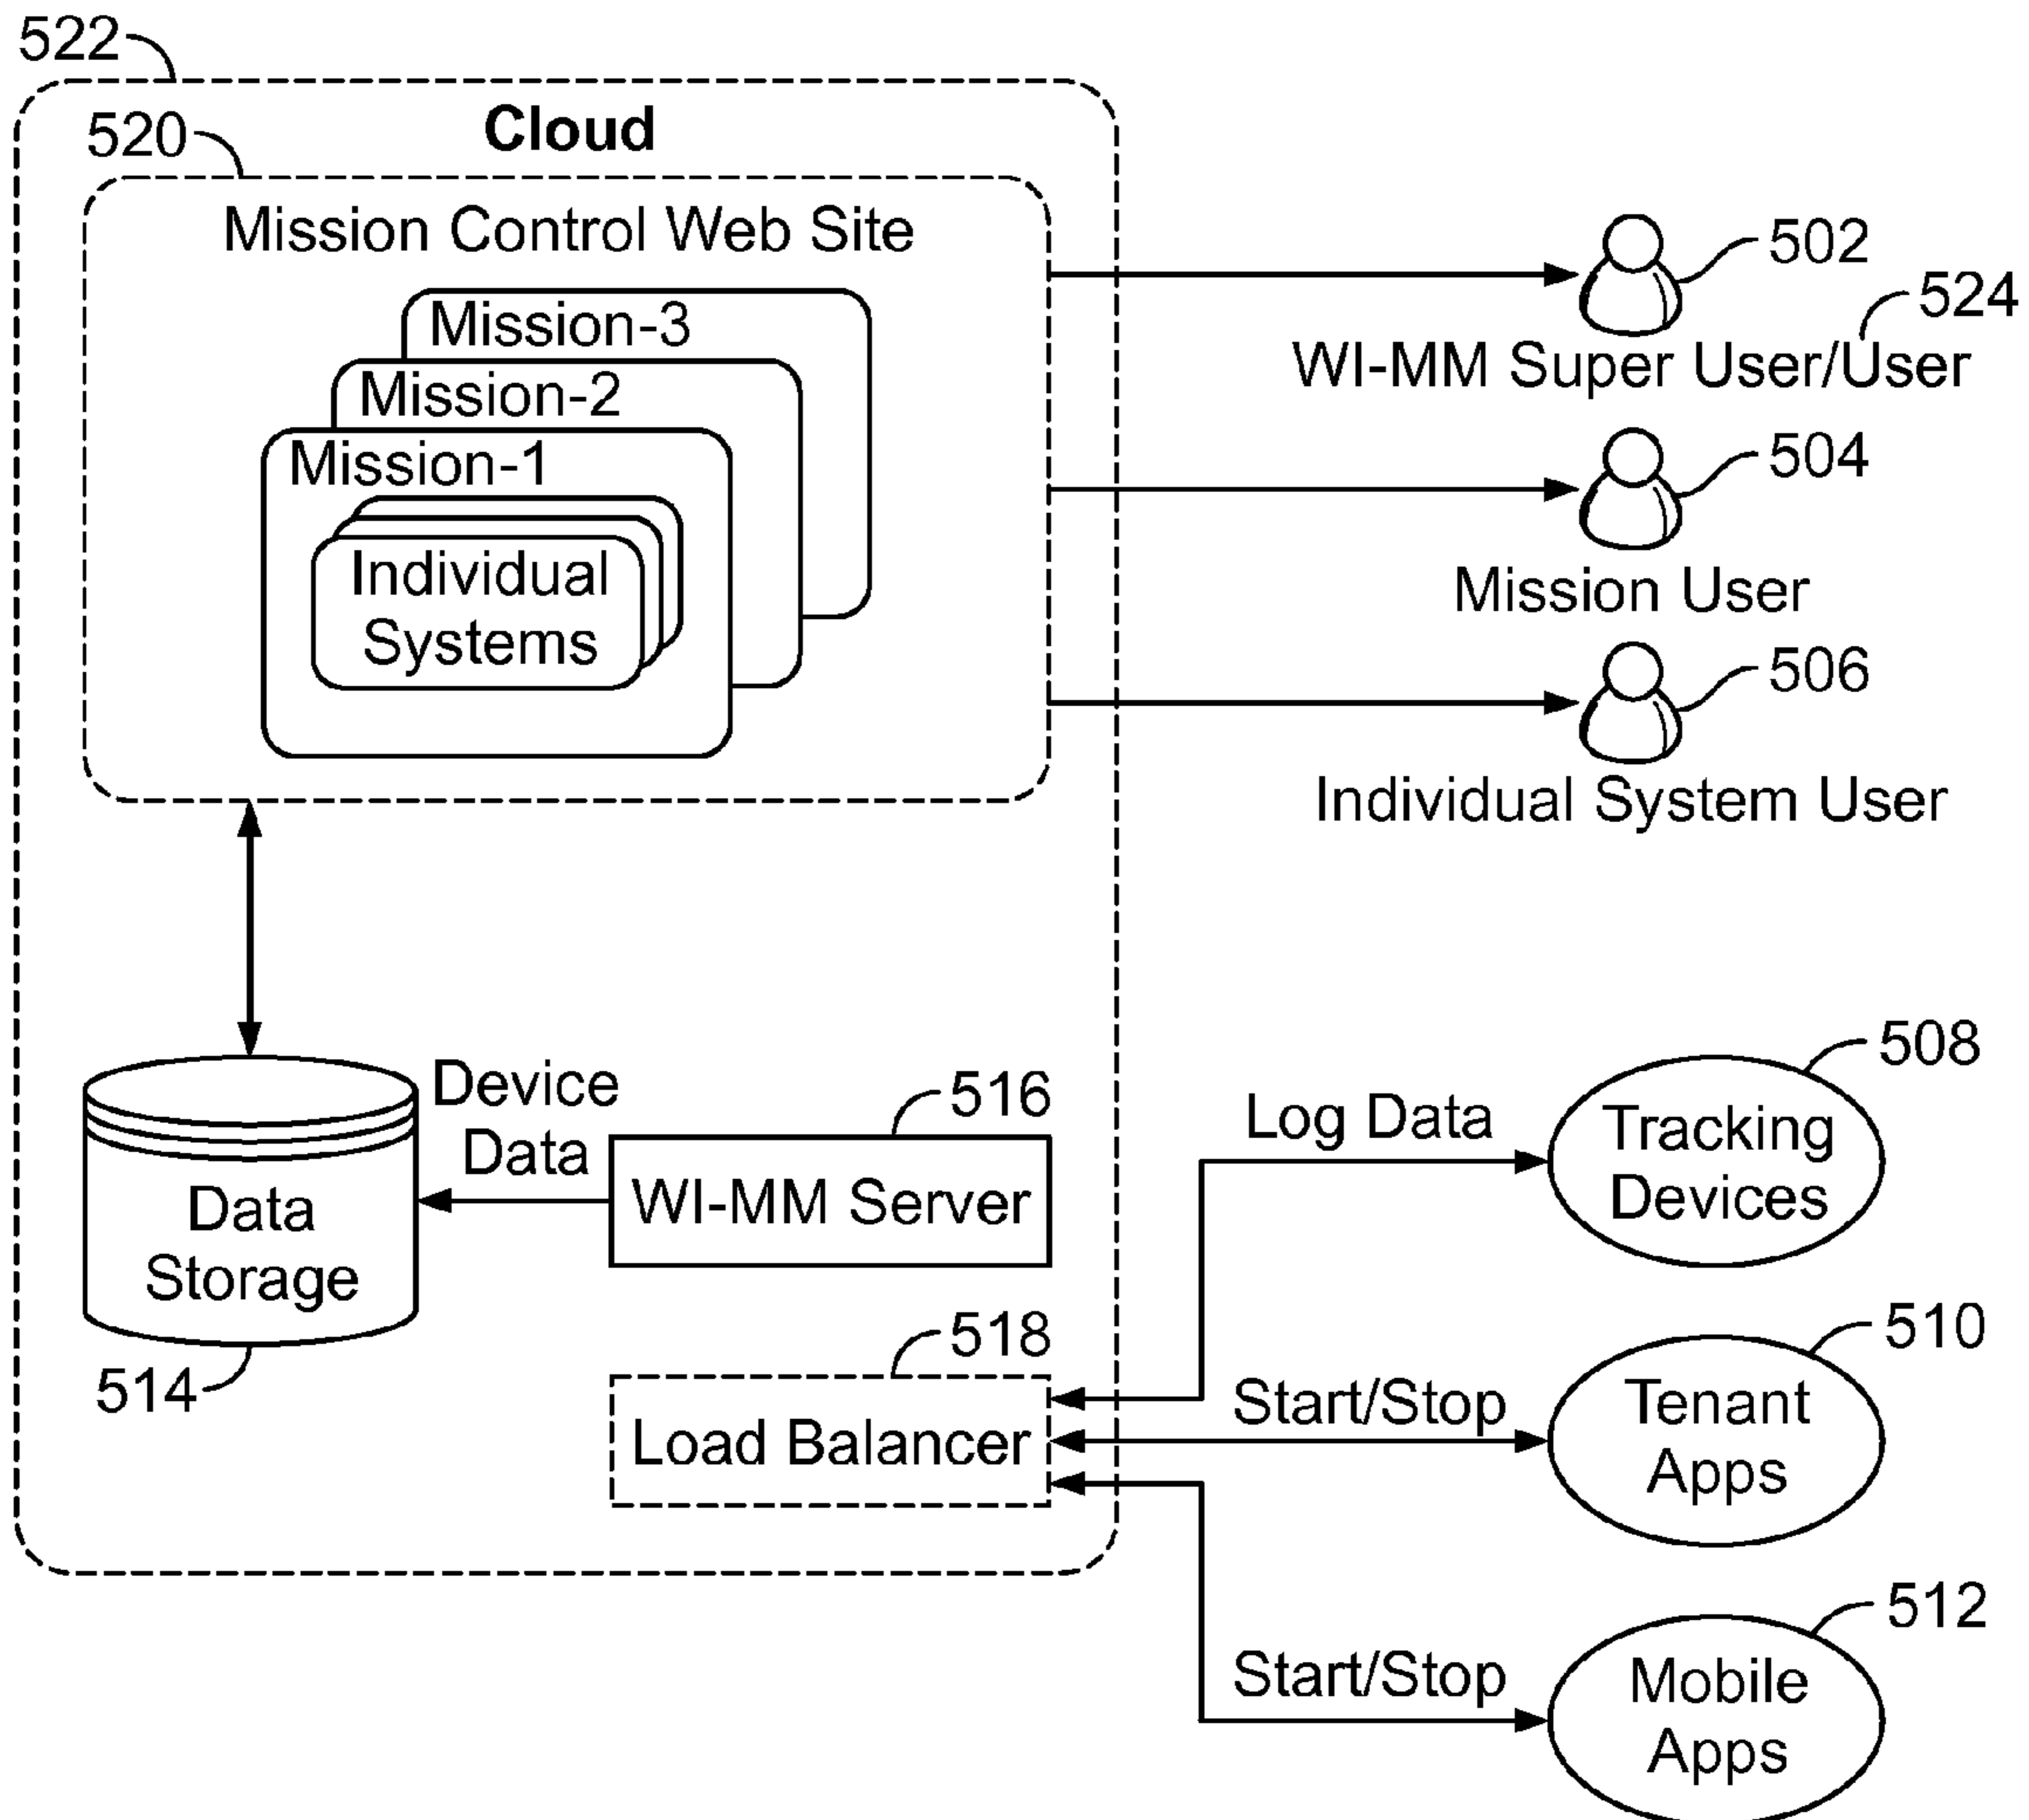 522
520
Cloud
Mission Control Web Site
Mission-3
Mission-2
Mission-1
Individual
Systems
502
524
WI-MM Super User/User
504
Mission User
506
Individual System User
Device
Data
516
WI-MM Server
Data
Storage
514
518
Load Balancer
508
Log Data
Tracking
Devices
510
Start/Stop
Tenant
Apps
512
Start/Stop
Mobile
Apps